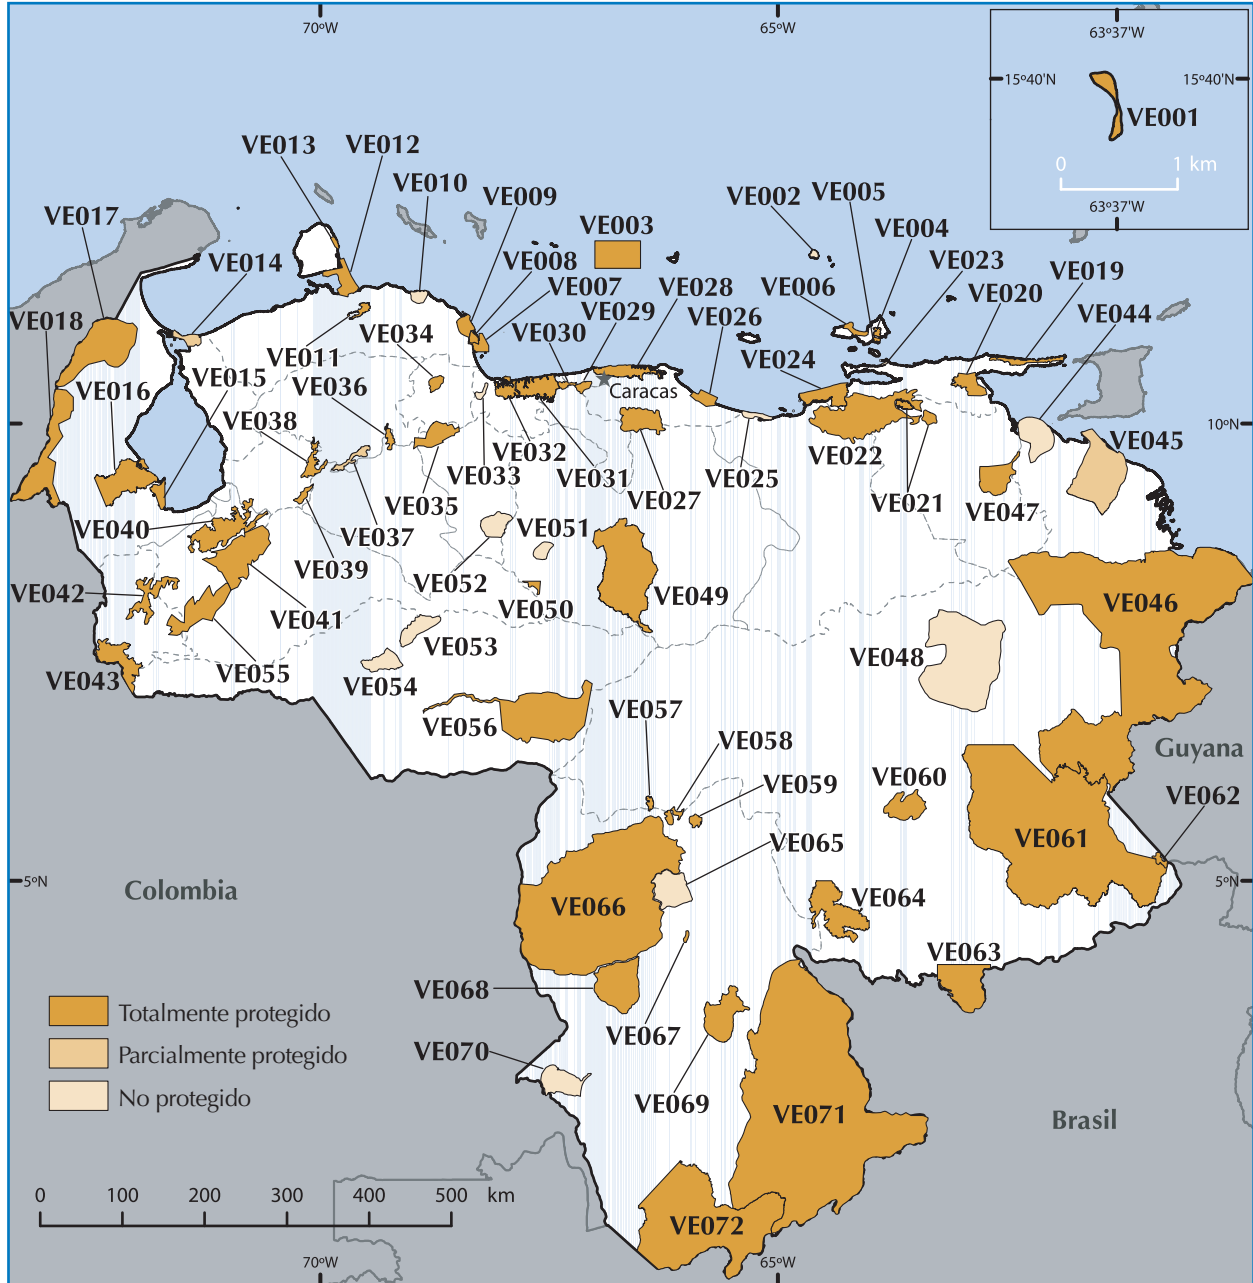 70ºW
65ºW
63º37'W
15º40'N
15º40'N
VE001
0
1 km
63º37'W
VE013
VE012
VE010
VE009
VE002
VE005
VE003
VE004
VE017
VE014
VE008
VE007
VE023
VE019
VE028
VE006
VE020
VE029
VE026
VE044
VE018
VE034
VE030
VE011
VE024
VE016
VE015
VE036
Caracas
VE038
10ºN
VE045
VE032
VE022
VE033
VE031
VE025
VE027
VE035
VE021
VE047
VE040
VE051
VE037
VE039
VE052
VE042
VE050
VE049
VE046
VE041
VE053
VE048
VE055
VE043
VE054
VE057
VE056
VE058
Guyana
VE060
VE059
VE062
VE061
VE065
5ºN
5ºN
Colombia
VE064
VE066
VE063
VE068
Totalmente protegido
VE067
VE070
Parcialmente protegido
No protegido
VE069
VE071
Brasil
0
100
200
300
400
500
km
VE072
70ºW
65ºW